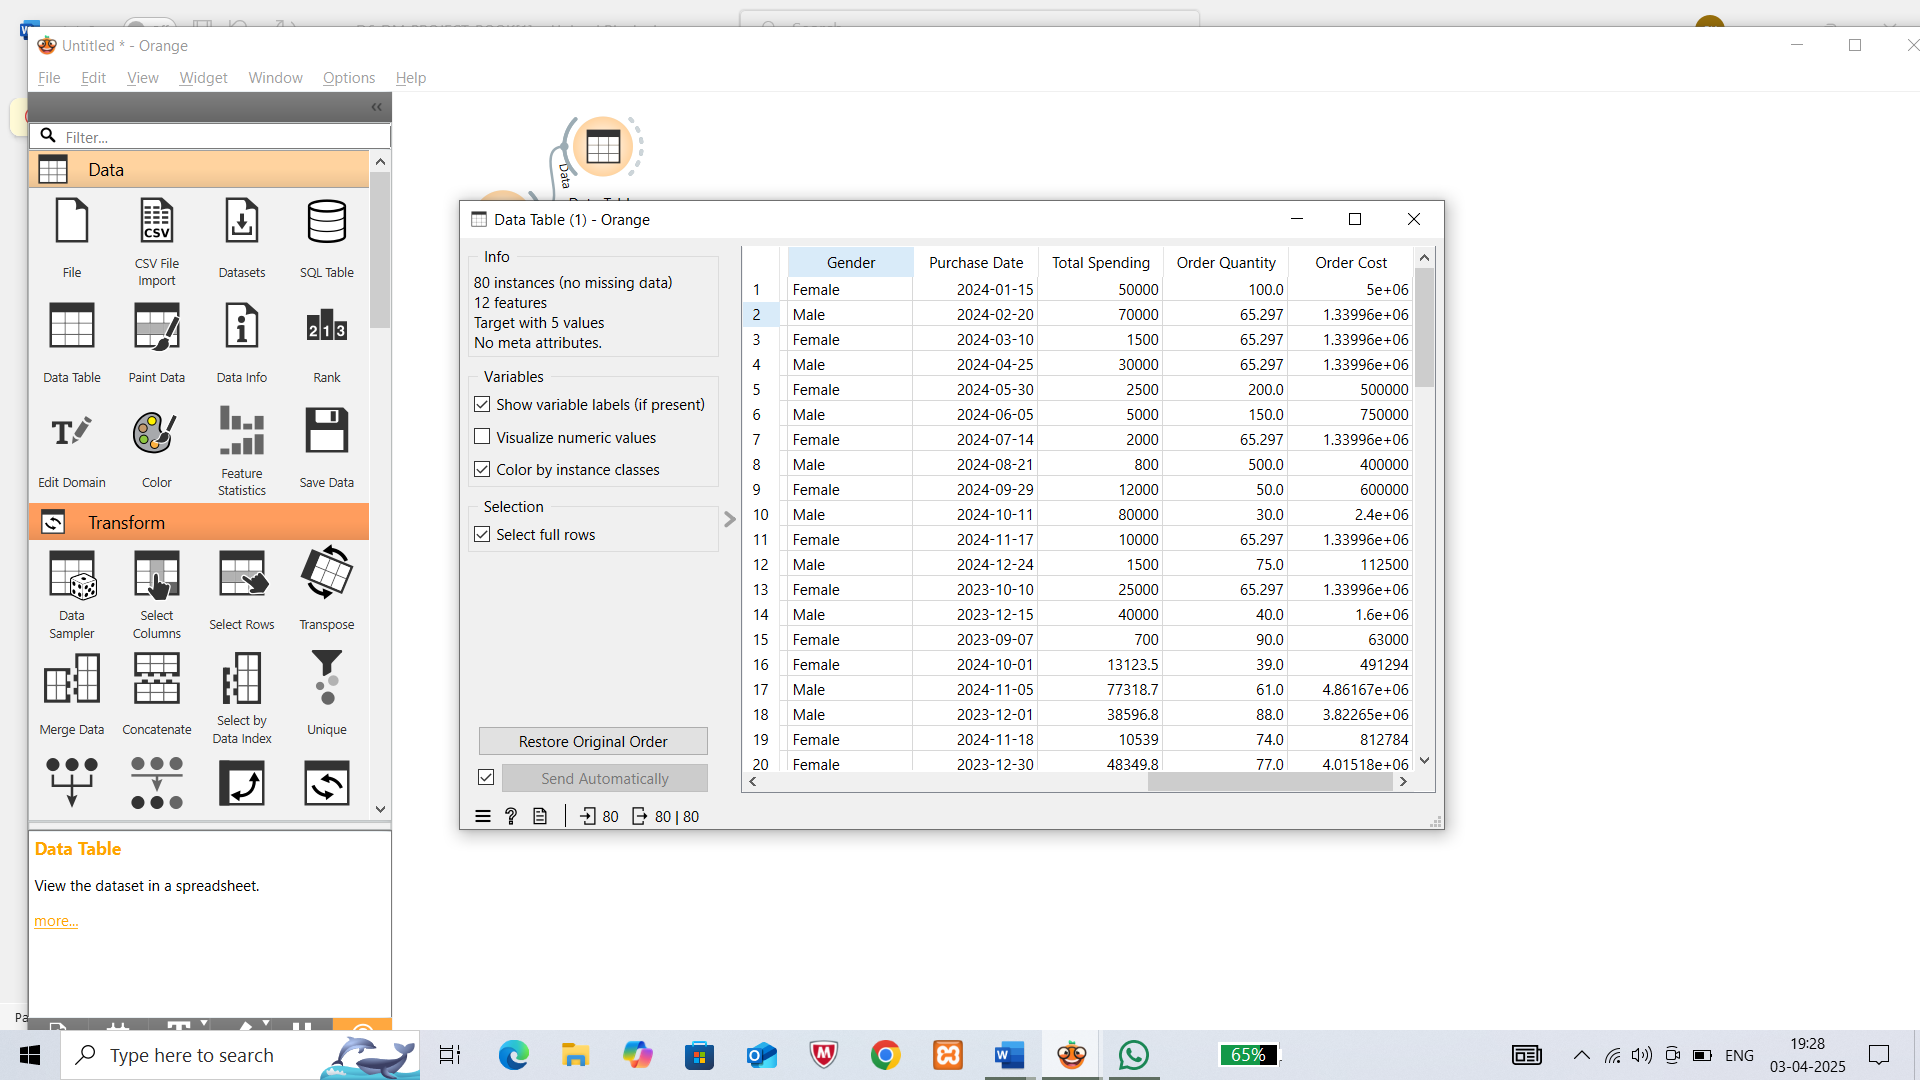 Untitled * - Orange
File Edit View Widget Window Options Help
Filter...
Data
File
CSV File Import
Datasets
SQL Table
Data Table
Paint Data
Data Info
Rank
Edit Domain
Color
Feature Statistics
Save Data
Transform
Data Sampler
Select Columns
Select Rows
Transpose
Merge Data
Concatenate
Select by Data Index
Unique
Data Table
View the dataset in a spreadsheet.
more...
Data
Data Table (1) - Orange
Info
80 instances (no missing data)
12 features
Target with 5 values
No meta attributes.
Variables
Show variable labels (if present)
Visualize numeric values
Color by instance classes
Selection
Select full rows
Restore Original Order
Send Automatically
80 80 | 80
Gender Purchase Date Total Spending Order Quantity Order Cost
1 Female 2024-01-15 50000 100.0 5e+06
2 Male 2024-02-20 70000 65.297 1.33996e+06
3 Female 2024-03-10 1500 65.297 1.33996e+06
4 Male 2024-04-25 30000 65.297 1.33996e+06
5 Female 2024-05-30 2500 200.0 500000
6 Male 2024-06-05 5000 150.0 750000
7 Female 2024-07-14 2000 65.297 1.33996e+06
8 Male 2024-08-21 800 500.0 400000
9 Female 2024-09-29 12000 50.0 600000
10 Male 2024-10-11 80000 30.0 2.4e+06
11 Female 2024-11-17 10000 65.297 1.33996e+06
12 Male 2024-12-24 1500 75.0 112500
13 Female 2023-10-10 25000 65.297 1.33996e+06
14 Male 2023-12-15 40000 40.0 1.6e+06
15 Female 2023-09-07 700 90.0 63000
16 Female 2024-10-01 13123.5 39.0 491294
17 Male 2024-11-05 77318.7 61.0 4.86167e+06
18 Male 2023-12-01 38596.8 88.0 3.82265e+06
19 Female 2024-11-18 10539 74.0 812784
20 Female 2023-12-30 48349.8 77.0 4.01518e+06
Pa
Type here to search
65%
ENG
19:28
03-04-2025